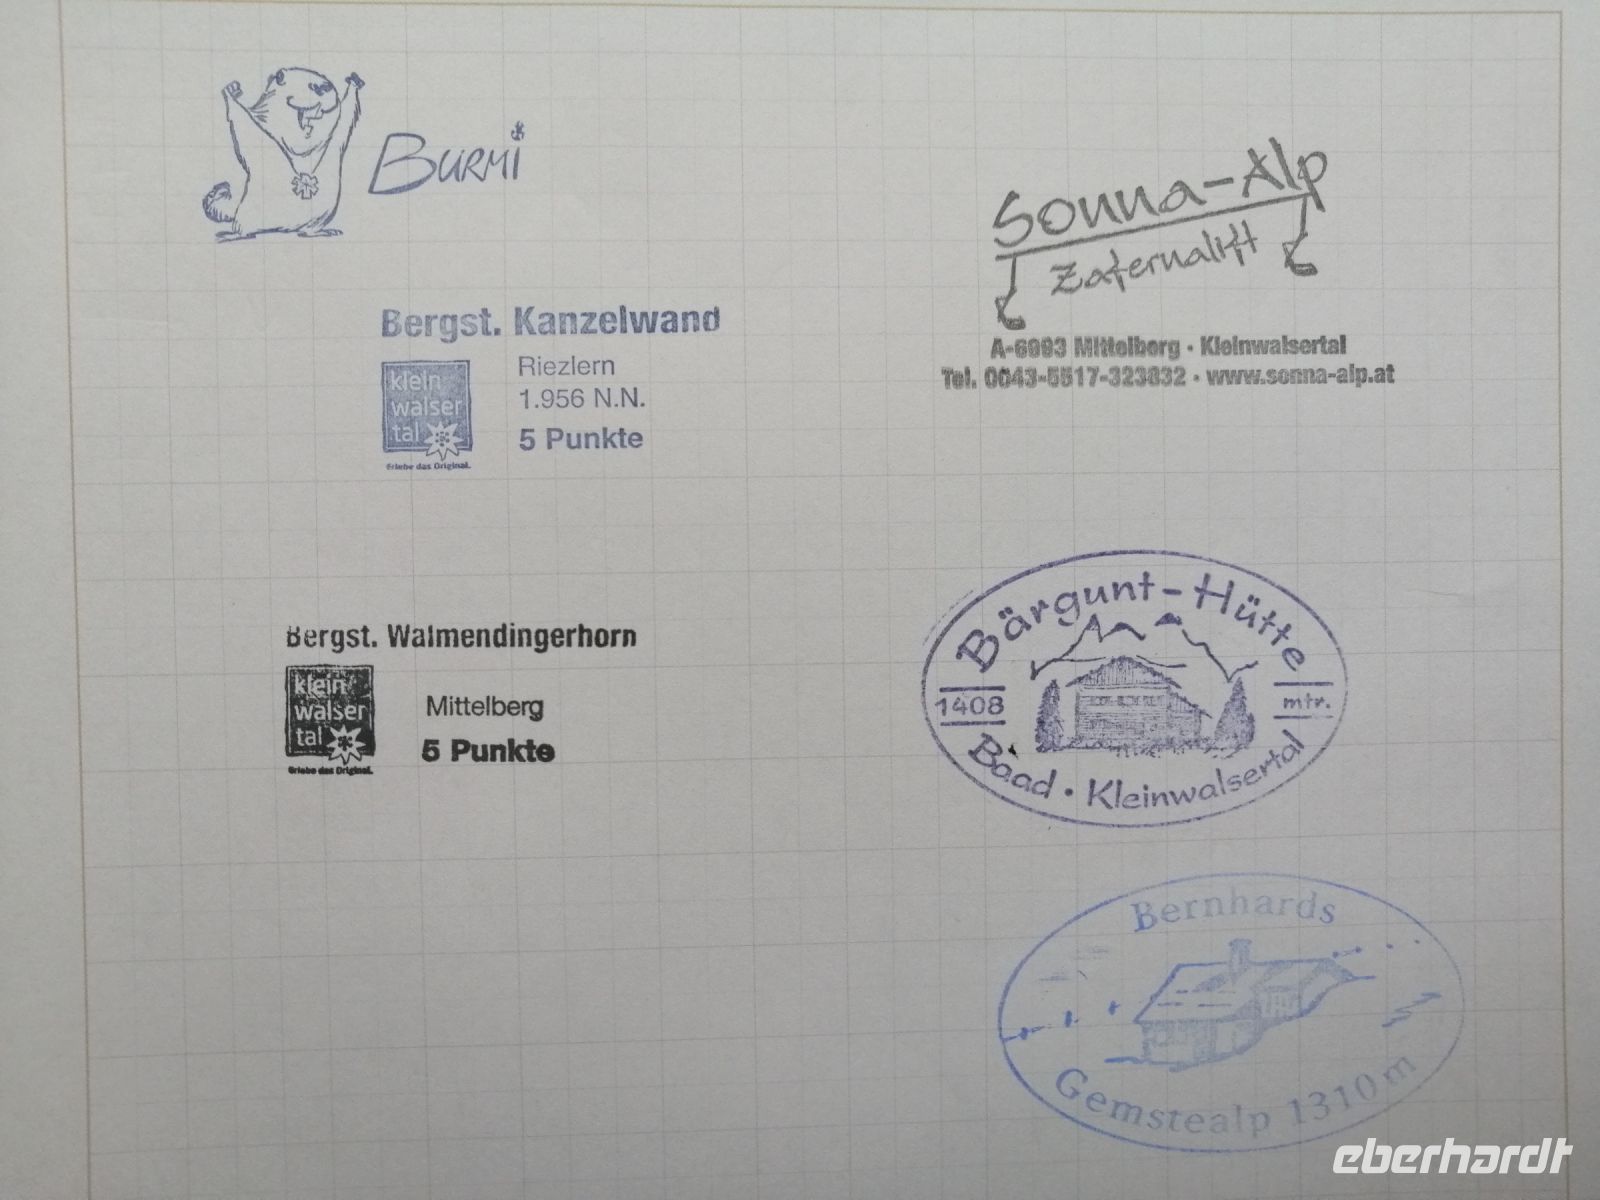 BURMI
Bergst. Kanzelwand
klein
walser
tal
Erlebe das Original.
Riezlern
1.956 N.N.
5 Punkte
Sonna-Alp
Zafernalift
A-6993 Mittelberg · Kleinwalsertal
Tel. 0043-5517-323832 · www.sonna-alp.at
Bergst. Walmendingerhorn
klein
walser
tal
Erlebe das Original.
Mittelberg
5 Punkte
Bärgunt-Hütte
1408 mtr.
Baad · Kleinwalsertal
Bernhards
Gemstealp 1310 m
eberhardt